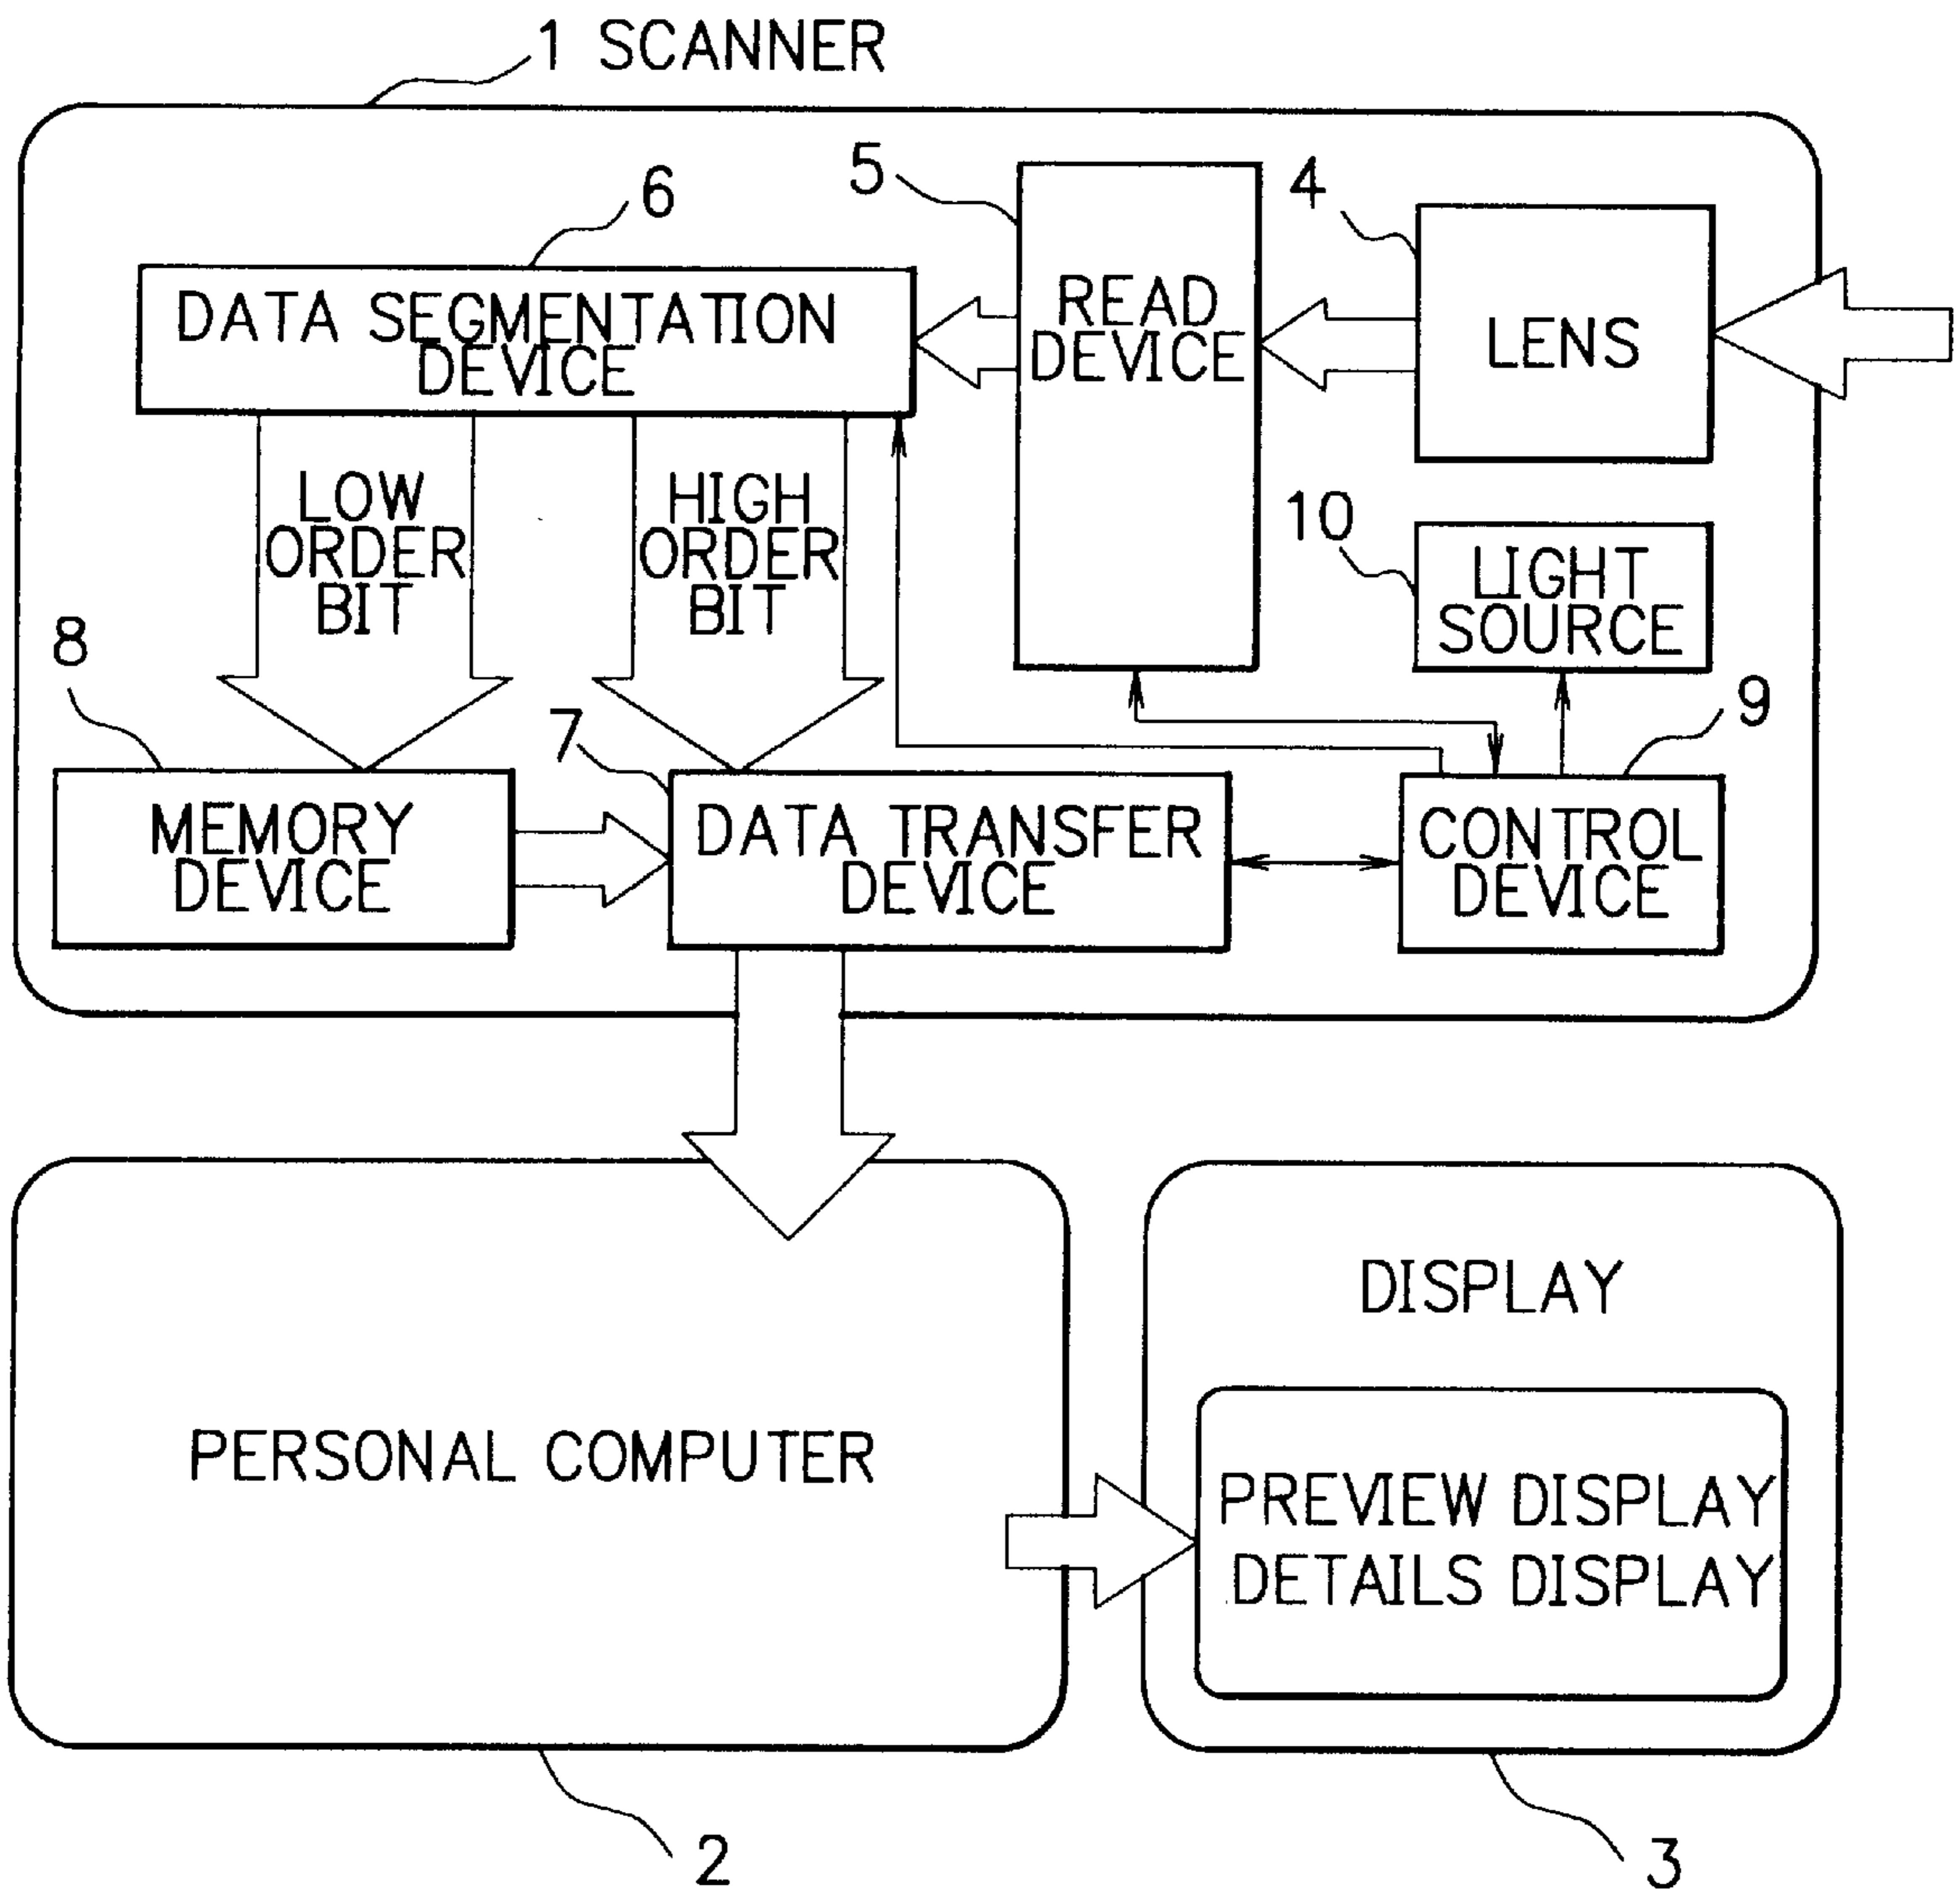 1 SCANNER
5
4
6
DATA SEGMENTATION
DEVICE
READ
DEVICE
LENS
LOW
ORDER
BIT
HIGH
ORDER
BIT
10
LIGHT
SOURCE
8
7
9
MEMORY
DEVICE
DATA TRANSFER
DEVICE
CONTROL
DEVICE
PERSONAL COMPUTER
DISPLAY
PREVIEW DISPLAY
DETAILS DISPLAY
2
3